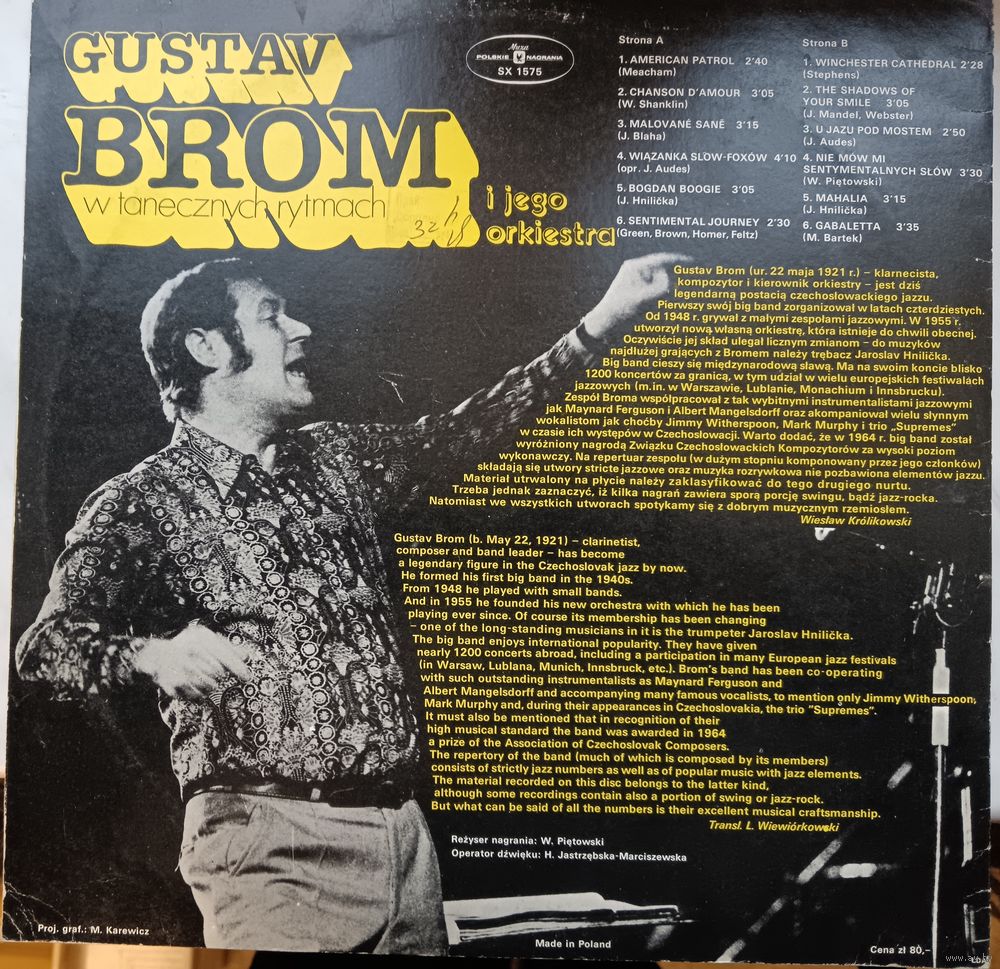 GUSTAV
BROM
w tanecznych rytmach
i jego
orkiestra
Muza
POLSKIE NAGRANIA
SX 1575
Strona A
1. AMERICAN PATROL 2'40
(Meacham)
2. CHANSON D'AMOUR 3'05
(W. Shanklin)
3. MALOVANÉ SANĚ 3'15
(J. Blaha)
4. WIĄZANKA SLOW-FOXÓW 4'10
(opr. J. Audes)
5. BOGDAN BOOGIE 3'05
(J. Hnilička)
6. SENTIMENTAL JOURNEY 2'30
(Green, Brown, Homer, Feltz)
Strona B
1. WINCHESTER CATHEDRAL 2'28
(Stephens)
2. THE SHADOWS OF
YOUR SMILE 3'05
(J. Mandel, Webster)
3. U JAZU POD MOSTEM 2'50
(J. Audes)
4. NIE MÓW MI
SENTYMENTALNYCH SŁÓW 3'30
(W. Piętowski)
5. MAHALIA 3'15
(J. Hnilička)
6. GABALETTA 3'35
(M. Bartek)
Gustav Brom (ur. 22 maja 1921 r.) – klarnecista,
kompozytor i kierownik orkiestry – jest dziś
legendarną postacią czechosłowackiego jazzu.
Pierwszy swój big band zorganizował w latach czterdziestych.
Od 1948 r. grywał z małymi zespołami jazzowymi. W 1955 r.
utworzył nową własną orkiestrę, która istnieje do chwili obecnej.
Oczywiście jej skład ulegał licznym zmianom – do muzyków
najdłużej grających z Bromem należy trębacz Jaroslav Hnilička.
Big band cieszy się międzynarodową sławą. Ma na swoim koncie blisko
1200 koncertów za granicą, w tym udział w wielu europejskich festiwalach
jazzowych (m.in. w Warszawie, Lublanie, Monachium i Innsbrucku).
Zespół Broma współpracował z tak wybitnymi instrumentalistami jazzowymi
jak Maynard Ferguson i Albert Mangelsdorff oraz akompaniował wielu słynnym
wokalistom jak choćby Jimmy Witherspoon, Mark Murphy i trio „Supremes”
w czasie ich występów w Czechosłowacji. Warto dodać, że w 1964 r. big band został
wyróżniony nagrodą Związku Czechosłowackich Kompozytorów za wysoki poziom
wykonawczy. Na repertuar zespołu (w dużym stopniu komponowany przez jego członków)
składają się utwory stricte jazzowe oraz muzyka rozrywkowa nie pozbawiona elementów jazzu.
Materiał utrwalony na płycie należy zaklasyfikować do tego drugiego nurtu.
Trzeba jednak zaznaczyć, iż kilka nagrań zawiera sporą porcję swingu, bądź jazz-rocka.
Natomiast we wszystkich utworach spotykamy się z dobrym muzycznym rzemiosłem.
Wiesław Królikowski
Gustav Brom (b. May 22, 1921) – clarinetist,
composer and band leader – has become
a legendary figure in the Czechoslovak jazz by now.
He formed his first big band in the 1940s.
From 1948 he played with small bands.
And in 1955 he founded his new orchestra with which he has been
playing ever since. Of course its membership has been changing
– one of the long-standing musicians in it is the trumpeter Jaroslav Hnilička.
The big band enjoys international popularity. They have given
nearly 1200 concerts abroad, including a participation in many European jazz festivals
(in Warsaw, Lublana, Munich, Innsbruck, etc.). Brom's band has been co-operating
with such outstanding instrumentalists as Maynard Ferguson and
Albert Mangelsdorff and accompanying many famous vocalists, to mention only Jimmy Witherspoon,
Mark Murphy and, during their appearances in Czechoslovakia, the trio “Supremes”.
It must also be mentioned that in recognition of their
high musical standard the band was awarded in 1964
a prize of the Association of Czechoslovak Composers.
The repertory of the band (much of which is composed by its members)
consists of strictly jazz numbers as well as of popular music with jazz elements.
The material recorded on this disc belongs to the latter kind,
although some recordings contain also a portion of swing or jazz-rock.
But what can be said of all the numbers is their excellent musical craftsmanship.
Transl. L. Wiewiórkowski
Reżyser nagrania: W. Piętowski
Operator dźwięku: H. Jastrzębska-Marciszewska
Proj. graf.: M. Karewicz
Made in Poland
Cena zł 80,–